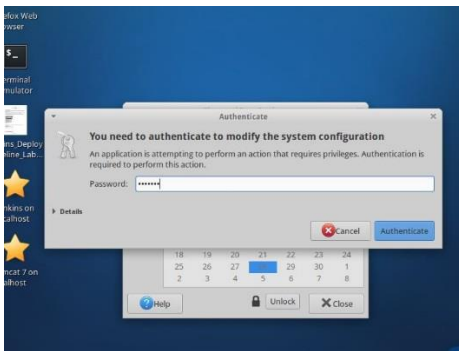 efox Web
owser
$_
erminal
mulator
ans_Deploy
eline_Lab...
nkins on
calhost
mcat 7 on
alhost
Authenticate
You need to authenticate to modify the system configuration
An application is attempting to perform an action that requires privileges. Authentication is
required to perform this action.
Password: •••••••
Details
Cancel Authenticate
18 19 20 21 22 23 24
25 26 27 29 30 1
2 3 4 5 6 7 8
Help Unlock Close